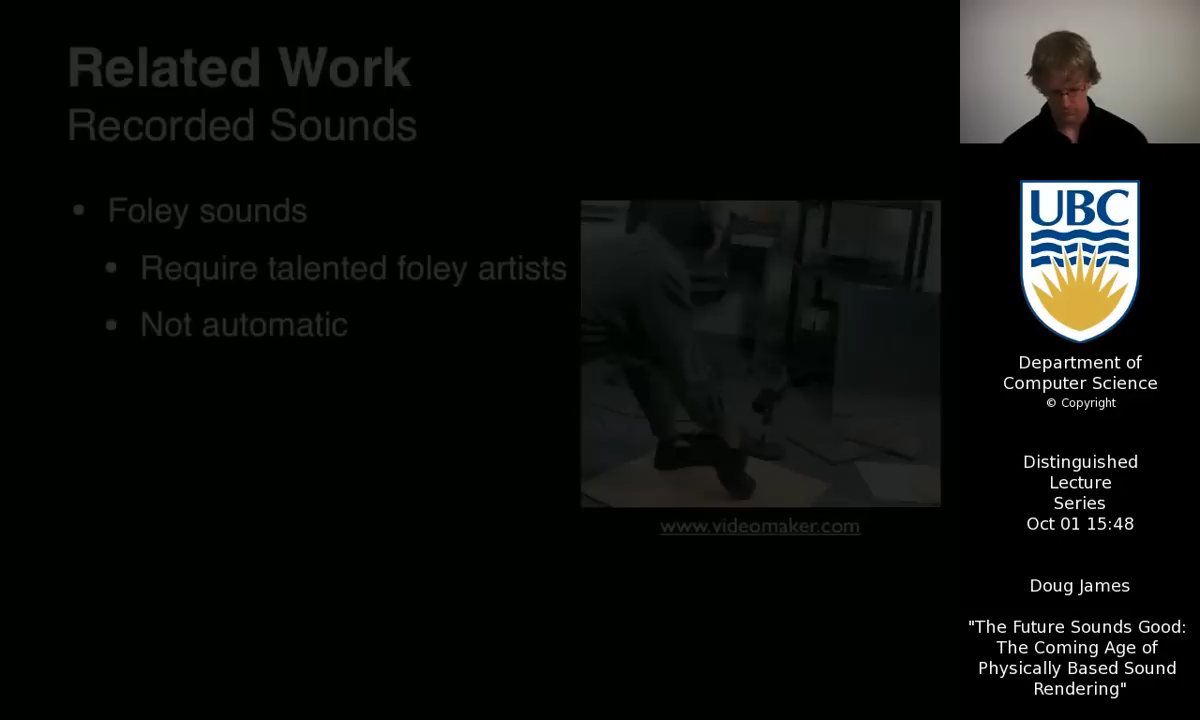 Related Work
Recorded Sounds
• Foley sounds
• Require talented foley artists
• Not automatic
www.videomaker.com
UBC
Department of
Computer Science
© Copyright
Distinguished
Lecture
Series
Oct 01 15:48
Doug James
"The Future Sounds Good:
The Coming Age of
Physically Based Sound
Rendering"